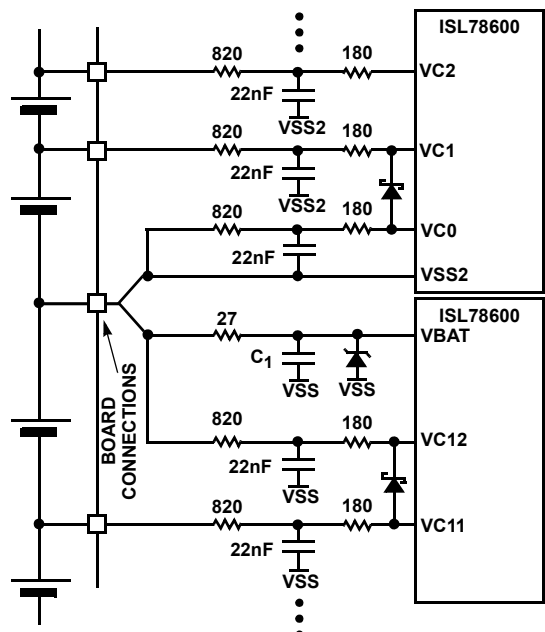 ISL78600
820
180
VC2
22nF
VSS2
820
180
VC1
22nF
VSS2
820
180
VC0
22nF
VSS2
ISL78600
27
VBAT
C1
VSS
VSS
BOARD
CONNECTIONS
820
180
VC12
22nF
VSS
820
180
VC11
22nF
VSS